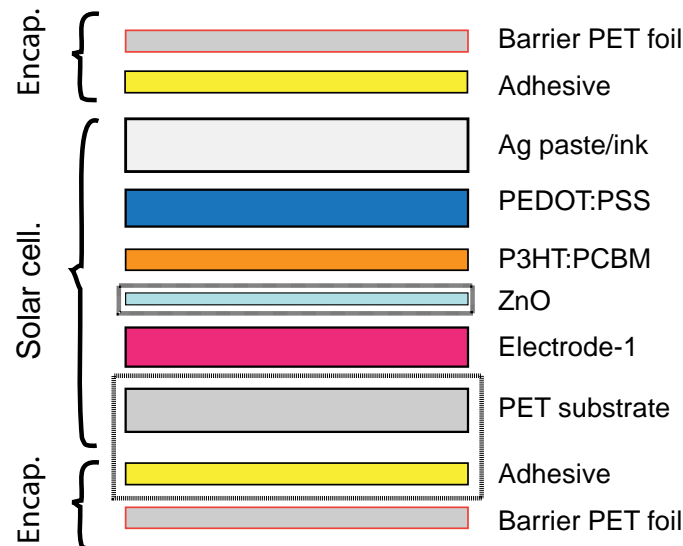 Encap.
Barrier PET foil
Adhesive
Solar cell.
Ag paste/ink
PEDOT:PSS
P3HT:PCBM
ZnO
Electrode-1
PET substrate
Encap.
Adhesive
Barrier PET foil